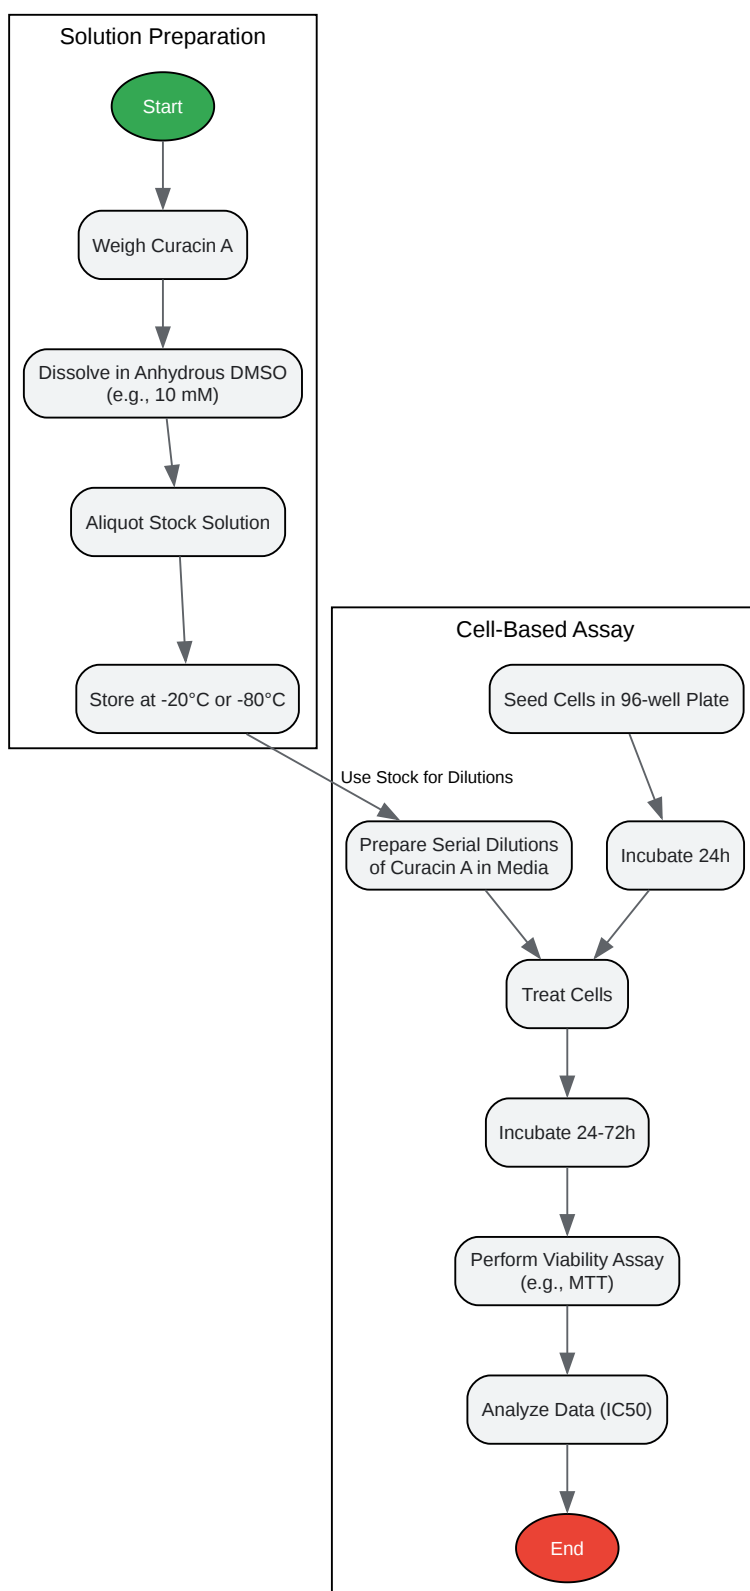 Solution Preparation
Start
Weigh Curacin A
Dissolve in Anhydrous DMSO
(e.g., 10 mM)
Aliquot Stock Solution
Store at -20°C or -80°C
Cell-Based Assay
Seed Cells in 96-well Plate
Use Stock for Dilutions
Prepare Serial Dilutions
of Curacin A in Media
Incubate 24h
Treat Cells
Incubate 24-72h
Perform Viability Assay
(e.g., MTT)
Analyze Data (IC50)
End